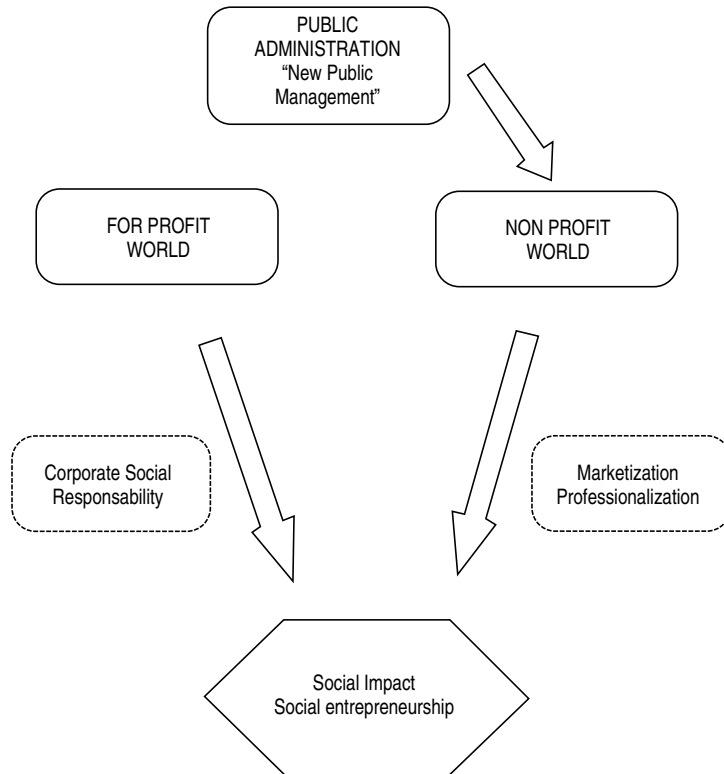 PUBLIC
ADMINISTRATION
“New Public
Management”
FOR PROFIT
WORLD
NON PROFIT
WORLD
Corporate Social
Responsability
Marketization
Professionalization
Social Impact
Social entrepreneurship